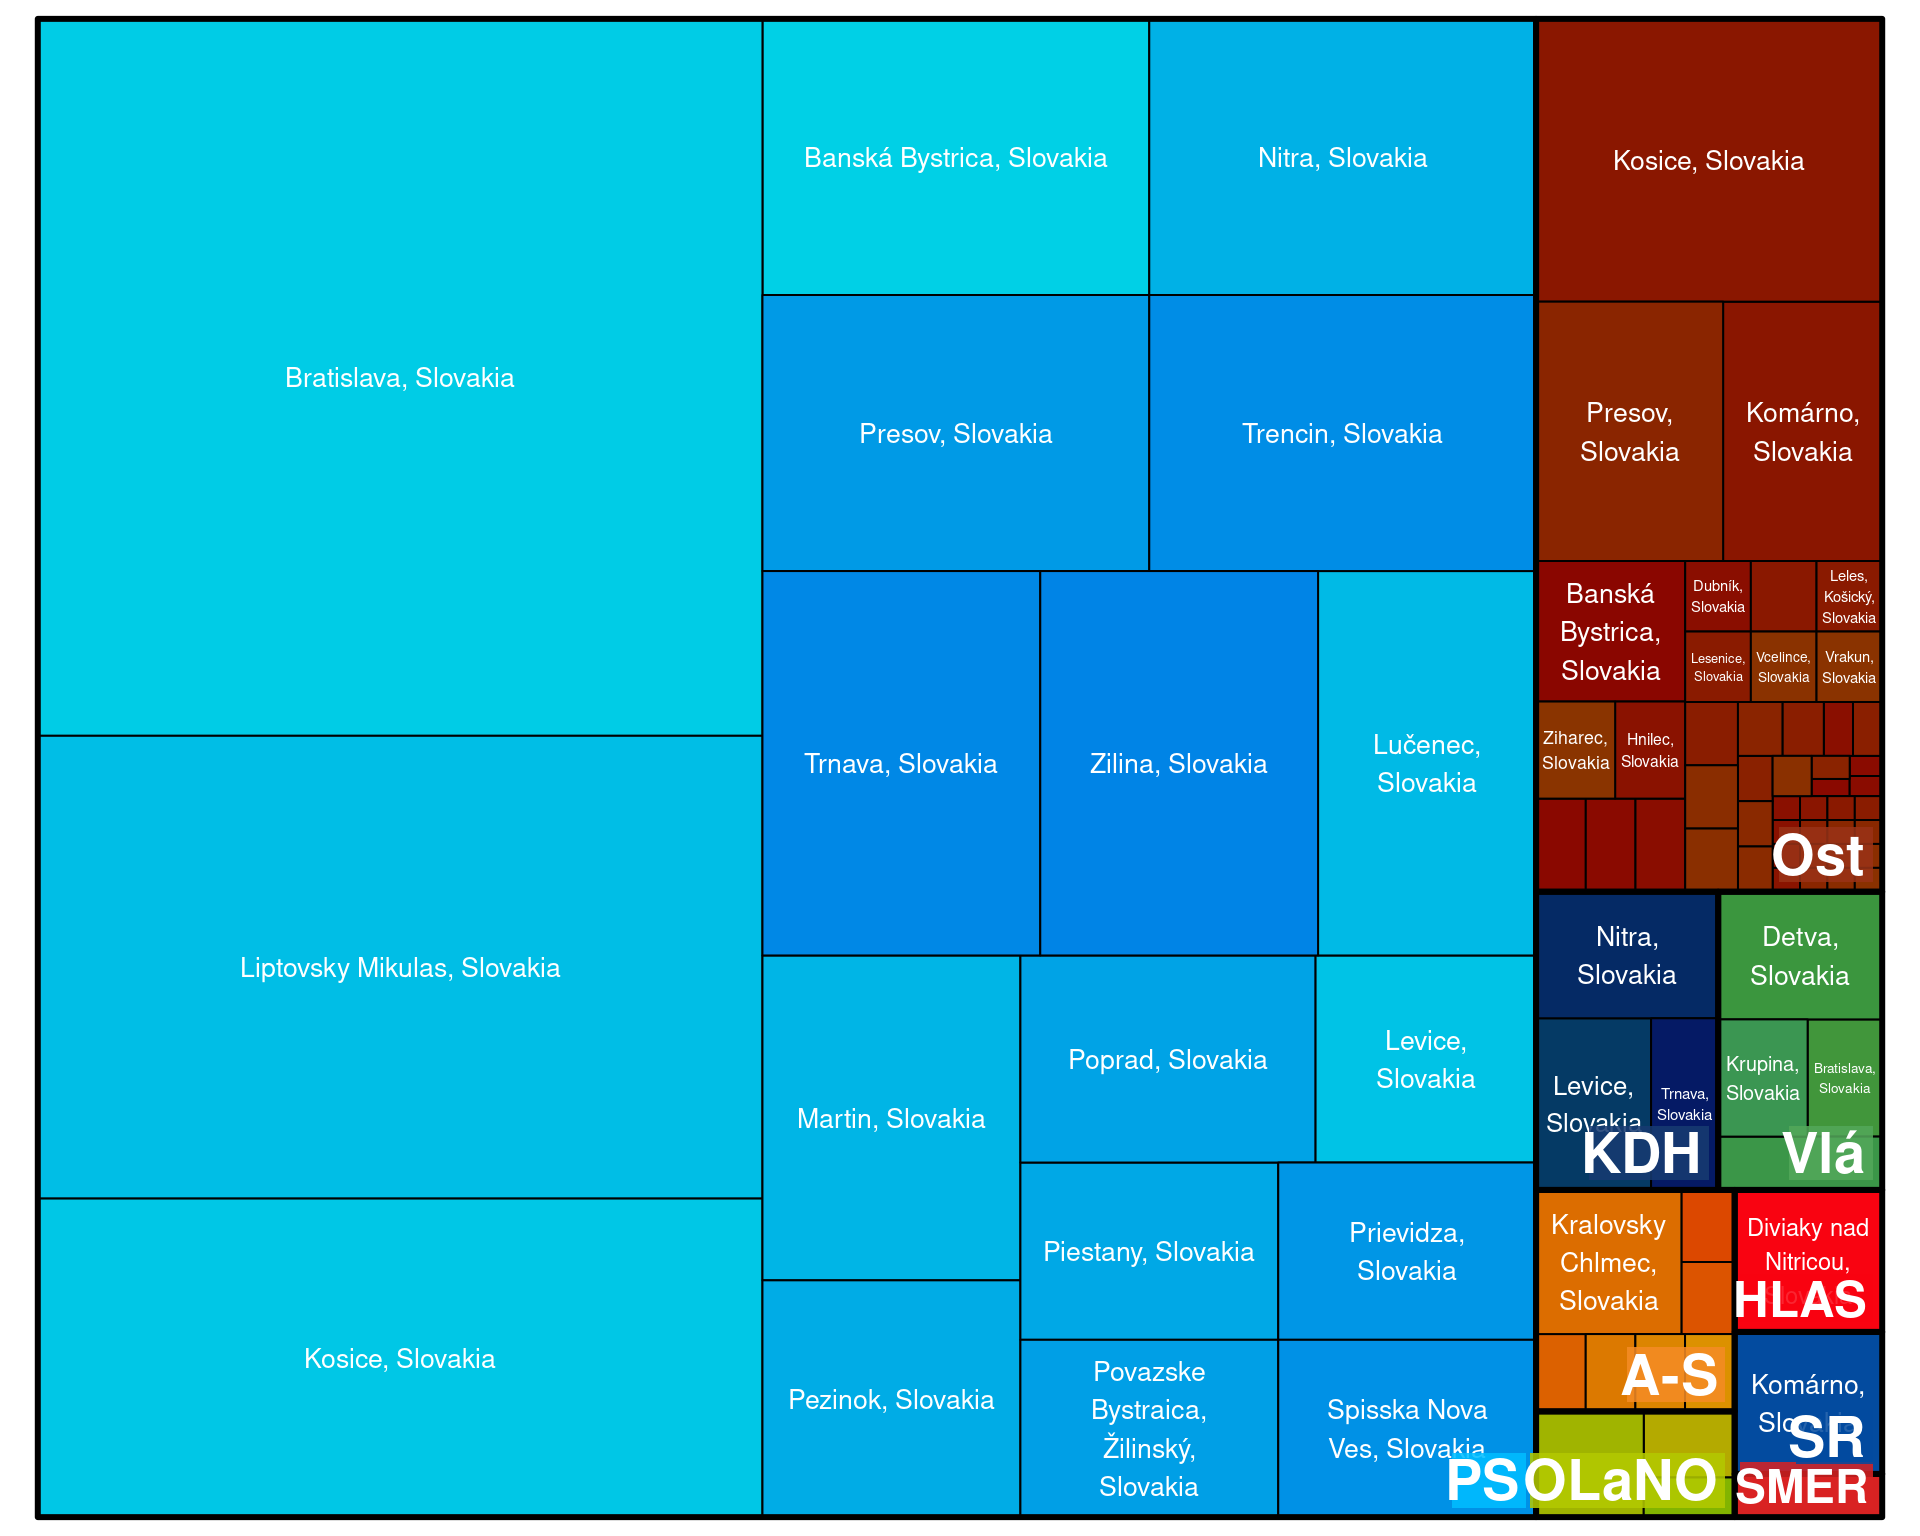 Bratislava, Slovakia
Liptovsky Mikulas, Slovakia
Kosice, Slovakia
Banská Bystrica, Slovakia
Nitra, Slovakia
Presov, Slovakia
Trencin, Slovakia
Trnava, Slovakia
Zilina, Slovakia
Lučenec,
Slovakia
Martin, Slovakia
Poprad, Slovakia
Levice,
Slovakia
Pezinok, Slovakia
Piestany, Slovakia
Prievidza,
Slovakia
Povazske
Bystraica,
Žilinský,
Slovakia
Spisska Nova
Ves, Slovakia
PS
Kosice, Slovakia
Presov,
Slovakia
Komárno,
Slovakia
Banská
Bystrica,
Slovakia
Dubník,
Slovakia
Leles,
Košický,
Slovakia
Lesenice,
Slovakia
Vcelince,
Slovakia
Vrakun,
Slovakia
Ziharec,
Slovakia
Hnilec,
Slovakia
Ost
Nitra,
Slovakia
Levice,
Slovakia
Trnava,
Slovakia
KDH
Detva,
Slovakia
Krupina,
Slovakia
Bratislava,
Slovakia
Vlá
Kralovsky
Chlmec,
Slovakia
A-S
Diviaky nad
Nitricou,
Slovakia
HLAS
Komárno,
Slovakia
SR
OLaNO
SMER